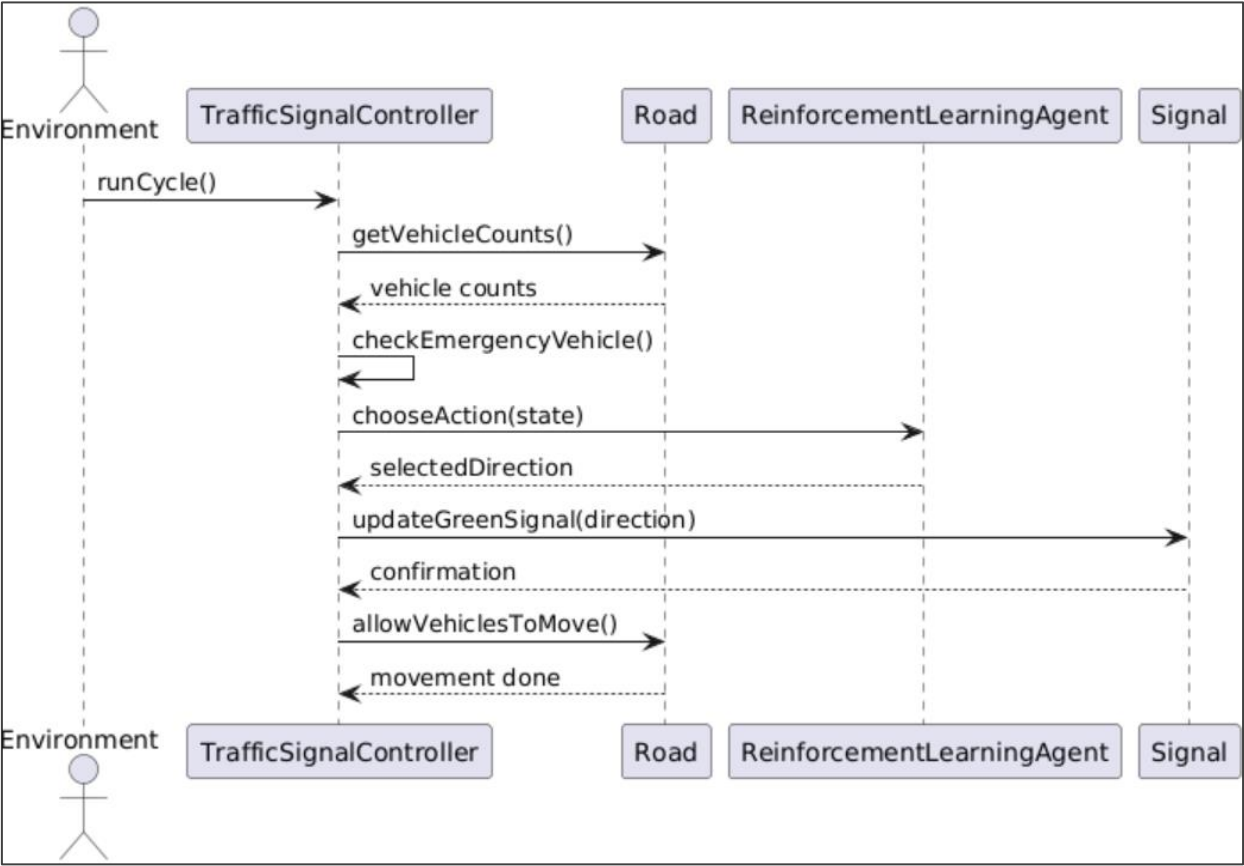 Environment
TrafficSignalController
Road
ReinforcementLearningAgent
Signal
runCycle()
getVehicleCounts()
vehicle counts
checkEmergencyVehicle()
chooseAction(state)
selectedDirection
updateGreenSignal(direction)
confirmation
allowVehiclesToMove()
movement done
Environment
TrafficSignalController
Road
ReinforcementLearningAgent
Signal